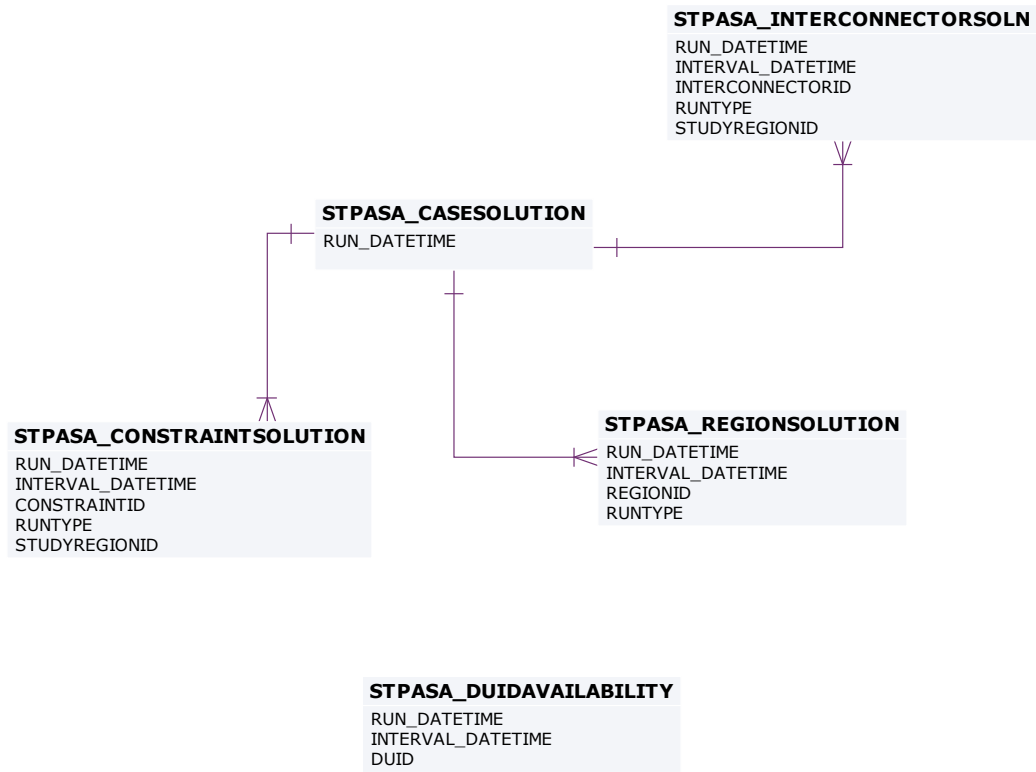 STPASA_INTERCONNECTORSOLN
RUN_DATETIME
INTERVAL_DATETIME
INTERCONNECTORID
RUNTYPE
STUDYREGIONID
STPASA_CASESOLUTION
RUN_DATETIME
STPASA_CONSTRAINTSOLUTION
RUN_DATETIME
INTERVAL_DATETIME
CONSTRAINTID
RUNTYPE
STUDYREGIONID
STPASA_REGIONSOLUTION
RUN_DATETIME
INTERVAL_DATETIME
REGIONID
RUNTYPE
STPASA_DUIDAVAILABILITY
RUN_DATETIME
INTERVAL_DATETIME
DUID